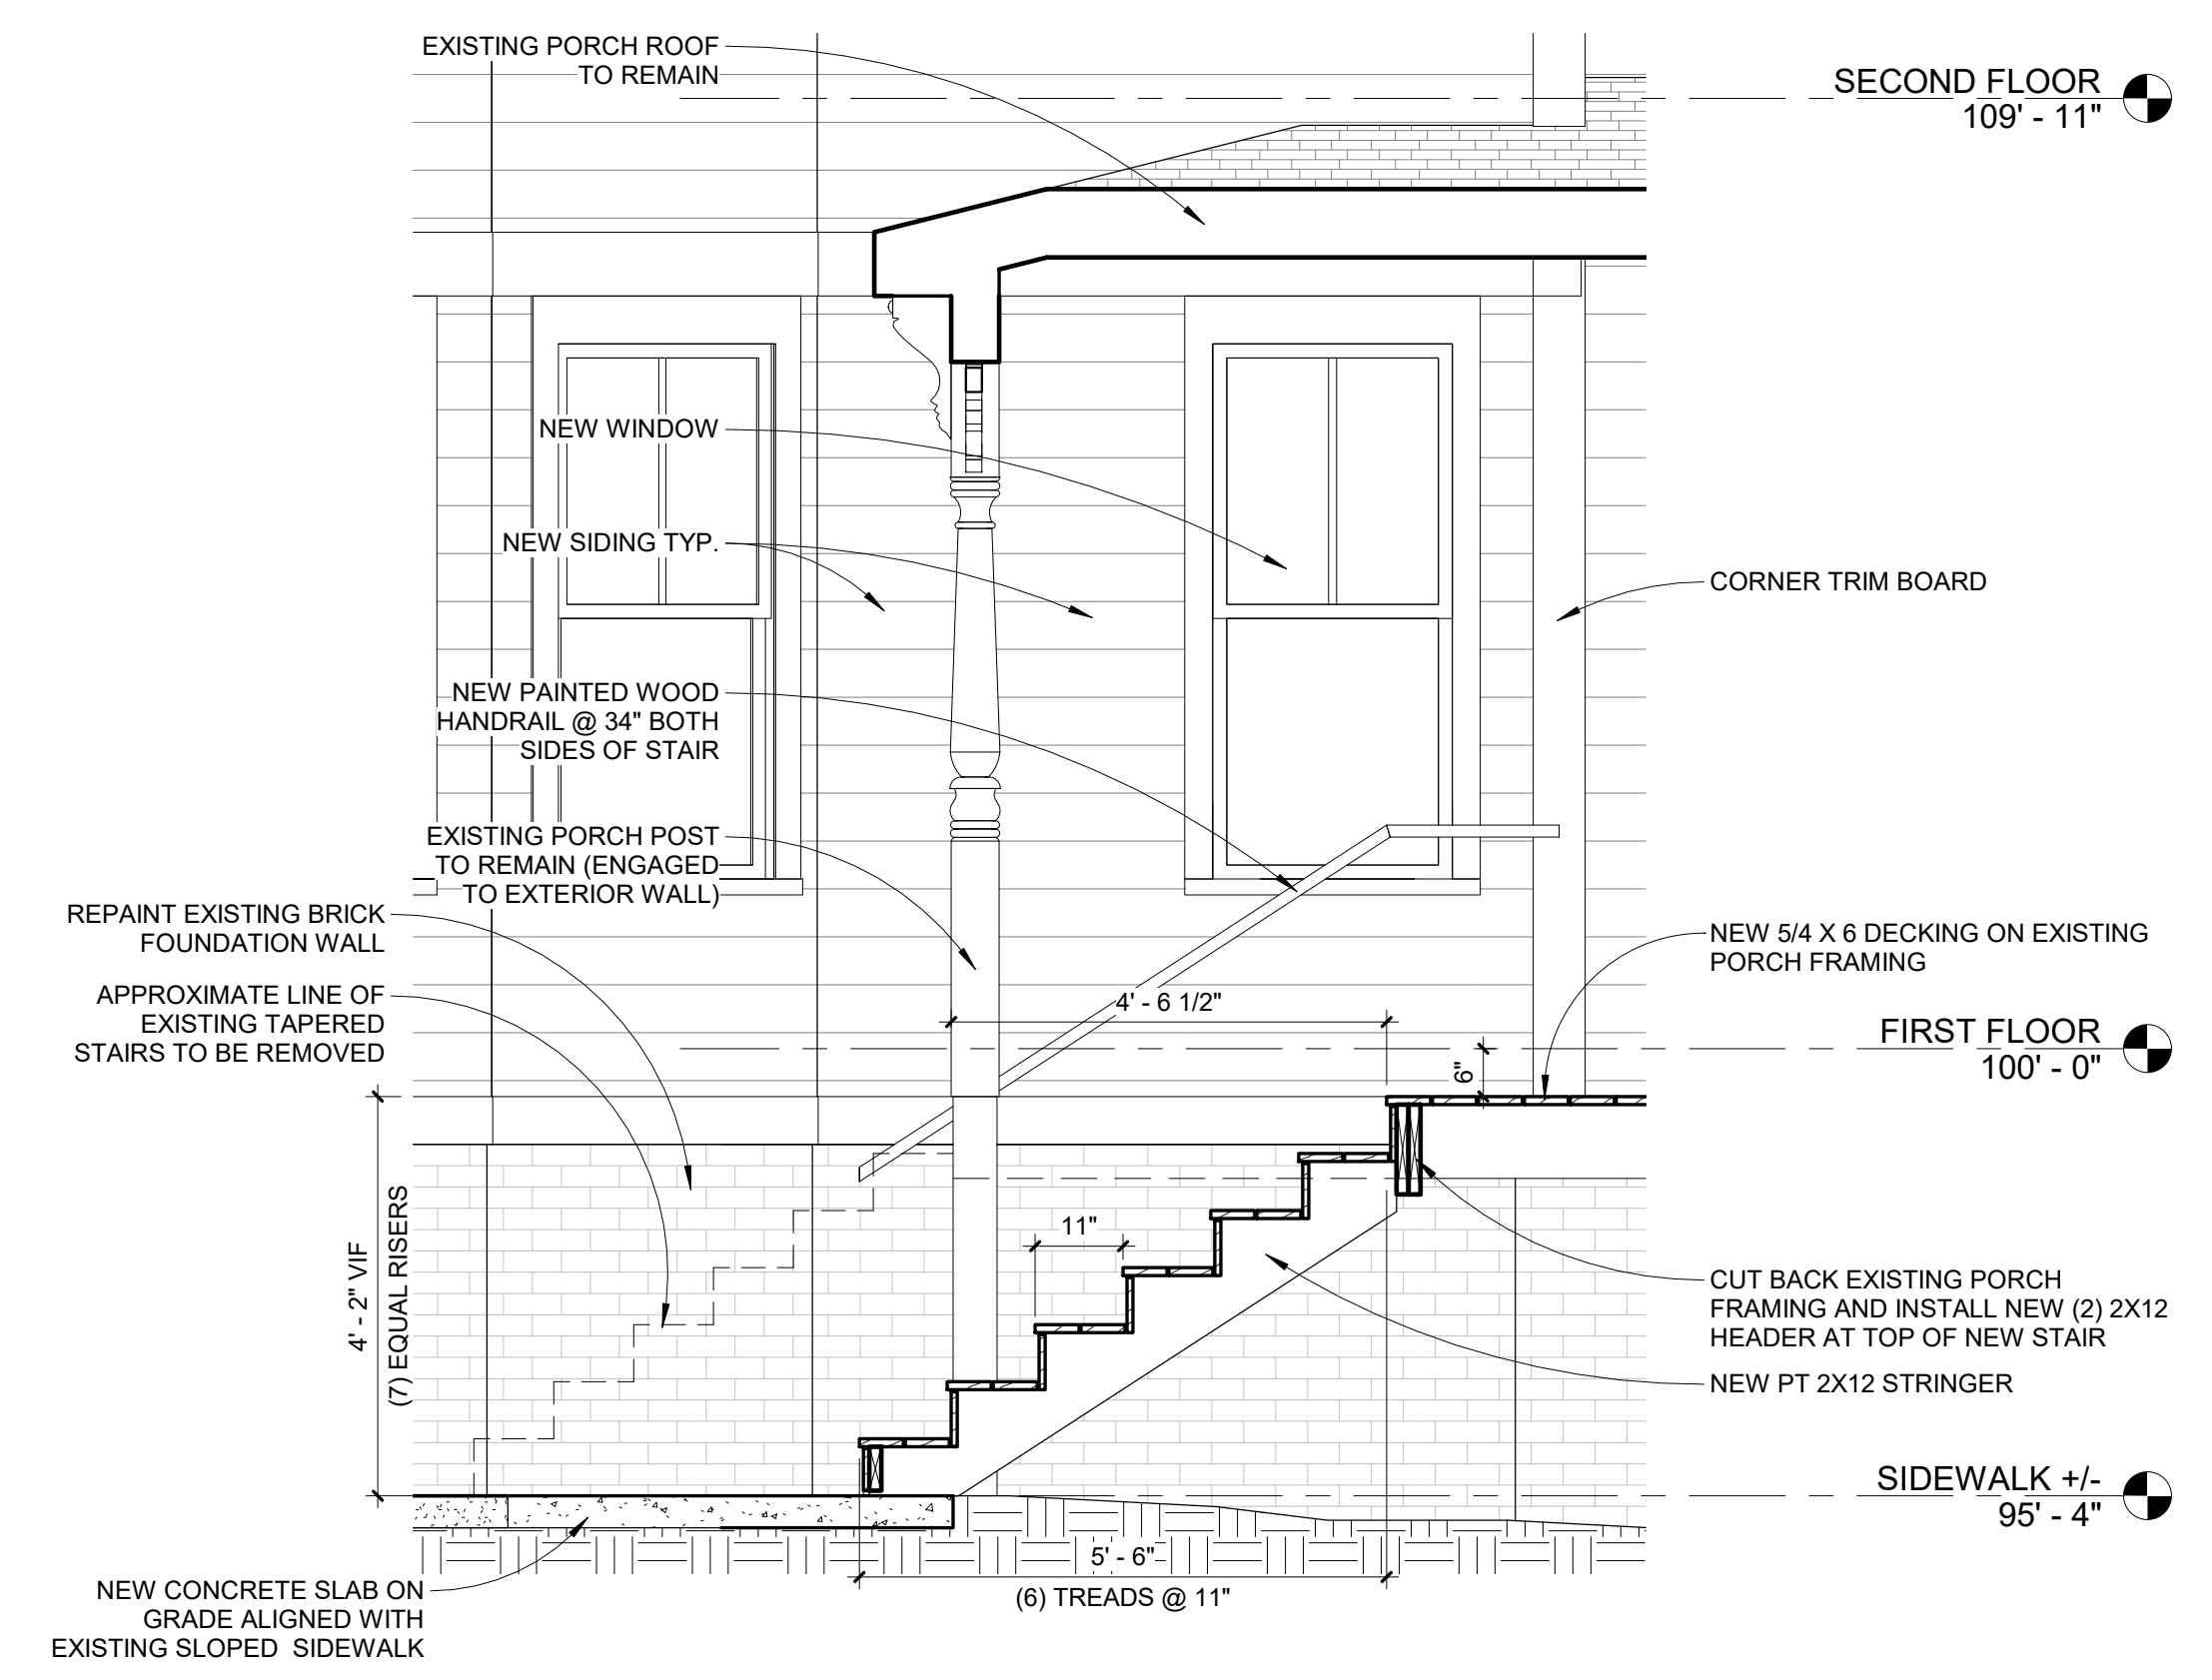 EXISTING PORCH ROOF
TO REMAIN
SECOND FLOOR
109' - 11"
NEW WINDOW
NEW SIDING TYP.
CORNER TRIM BOARD
NEW PAINTED WOOD
HANDRAIL @ 34" BOTH
SIDES OF STAIR
EXISTING PORCH POST
TO REMAIN (ENGAGED
TO EXTERIOR WALL)
REPAINT EXISTING BRICK
FOUNDATION WALL
APPROXIMATE LINE OF
EXISTING TAPERED
STAIRS TO BE REMOVED
NEW 5/4 X 6 DECKING ON EXISTING
PORCH FRAMING
4' - 6 1/2"
FIRST FLOOR
100' - 0"
6"
11"
4' - 2" VIF
(7) EQUAL RISERS
CUT BACK EXISTING PORCH
FRAMING AND INSTALL NEW (2) 2X12
HEADER AT TOP OF NEW STAIR
NEW PT 2X12 STRINGER
SIDEWALK +/-
95' - 4"
5' - 6"
(6) TREADS @ 11"
NEW CONCRETE SLAB ON
GRADE ALIGNED WITH
EXISTING SLOPED SIDEWALK